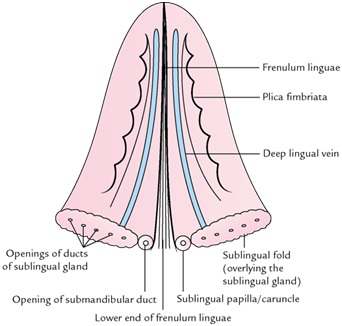 Frenulum linguae
Plica fimbriata
Deep lingual vein
Openings of ducts
of sublingual gland
Sublingual fold
(overlying the
sublingual gland)
Opening of submandibular duct
Sublingual papilla/caruncle
Lower end of frenulum linguae